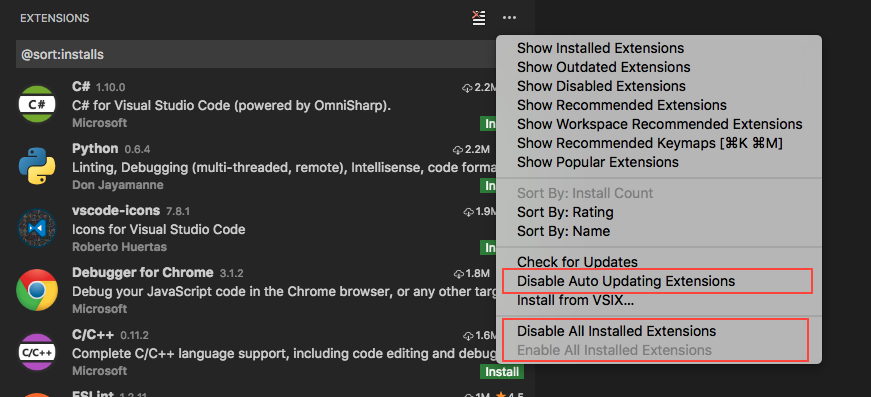 EXTENSIONS
@sort:installs
C# 1.10.0 2.2M
C# for Visual Studio Code (powered by OmniSharp).
Microsoft In
C#
Python 0.6.4 2.2M
Linting, Debugging (multi-threaded, remote), Intellisense, code forma
Don Jayamanne In
vscode-icons 7.8.1 1.9M
Icons for Visual Studio Code
Roberto Huertas In
Debugger for Chrome 3.1.2 1.8M
Debug your JavaScript code in the Chrome browser, or any other targ
Microsoft In
C/C++ 0.11.2 1.6M
Complete C/C++ language support, including code editing and debug
Microsoft Install
C/C++
ESLint 1M 4.5
Show Installed Extensions
Show Outdated Extensions
Show Disabled Extensions
Show Recommended Extensions
Show Workspace Recommended Extensions
Show Recommended Keymaps [⌘K ⌘M]
Show Popular Extensions
Sort By: Install Count
Sort By: Rating
Sort By: Name
Check for Updates
Disable Auto Updating Extensions
Install from VSIX...
Disable All Installed Extensions
Enable All Installed Extensions